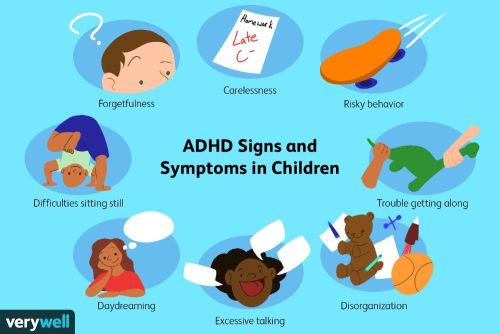 ?
Homework
Late
C-
Forgetfulness
Carelessness
Risky behavior
ADHD Signs and
Symptoms in Children
Difficulties sitting still
Trouble getting along
Daydreaming
Excessive talking
Disorganization
verywell